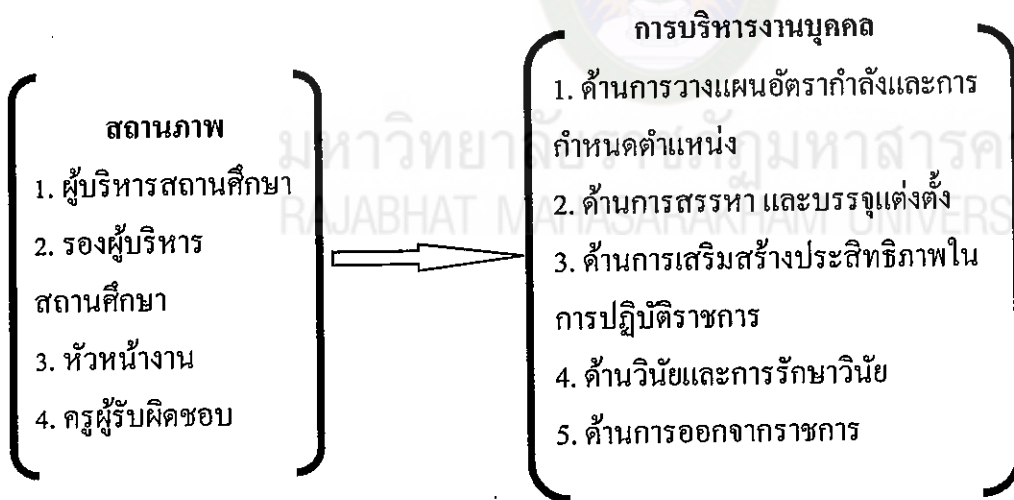 สถานภาพ
1. ผู้บริหารสถานศึกษา
2. รองผู้บริหาร
สถานศึกษา
3. หัวหน้างาน
4. ครูผู้รับผิดชอบ
การบริหารงานบุคคล
1. ด้านการวางแผนอัตรากำลังและการ
กำหนดตำแหน่ง
2. ด้านการสรรหา และบรรจุแต่งตั้ง
3. ด้านการเสริมสร้างประสิทธิภาพใน
การปฏิบัติราชการ
4. ด้านวินัยและการรักษาวินัย
5. ด้านการออกจากราชการ
มหาวิทยาลัยราชภัฏมหาสารค
RAJABHAT MAHASARAKHAM UNIVERS